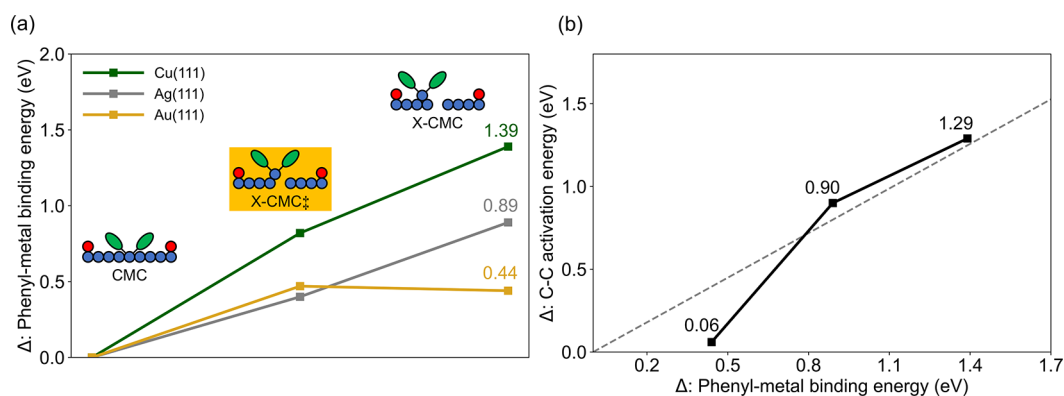 (a)
Δ: Phenyl-metal binding energy (eV)
2.0
1.5
1.0
0.5
0.0
Cu(111)
Ag(111)
Au(111)
CMC
X-CMC‡
X-CMC
1.39
0.89
0.44
(b)
Δ: C-C activation energy (eV)
1.5
1.0
0.5
0.0
0.06
0.90
1.29
0.2
0.5
0.8
1.1
1.4
1.7
Δ: Phenyl-metal binding energy (eV)